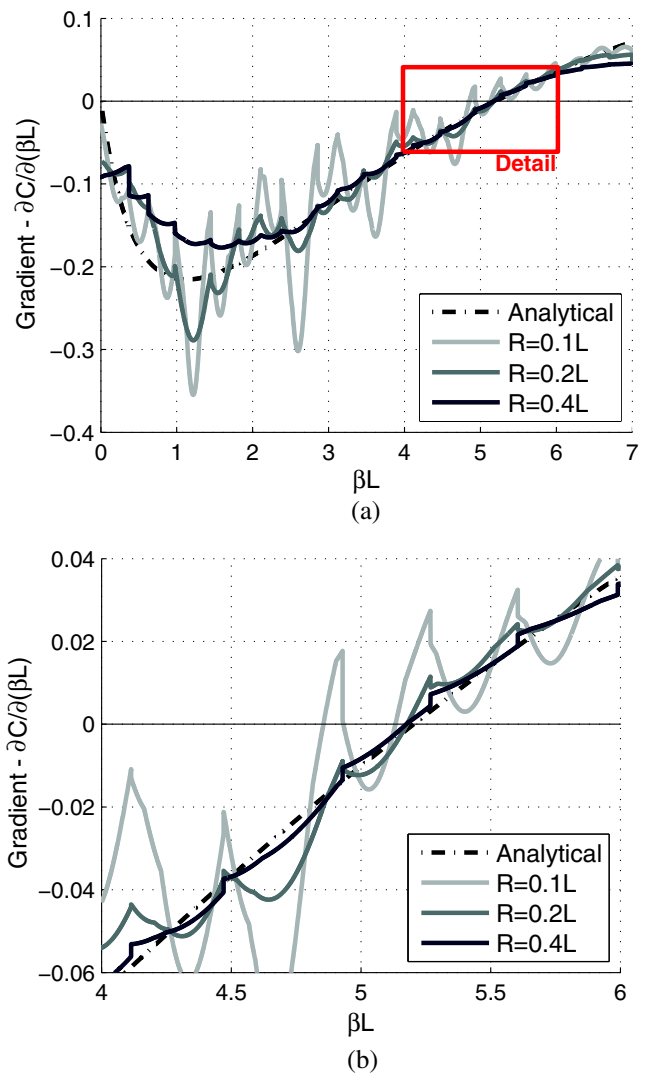 0.1
0
−0.1
−0.2
−0.3
−0.4
Gradient - ∂C/∂(βL)
Detail
Analytical
R=0.1L
R=0.2L
R=0.4L
0 1 2 3 4 5 6 7
βL
(a)
0.04
0.02
0
−0.02
−0.04
−0.06
Gradient - ∂C/∂(βL)
Analytical
R=0.1L
R=0.2L
R=0.4L
4 4.5 5 5.5 6
βL
(b)